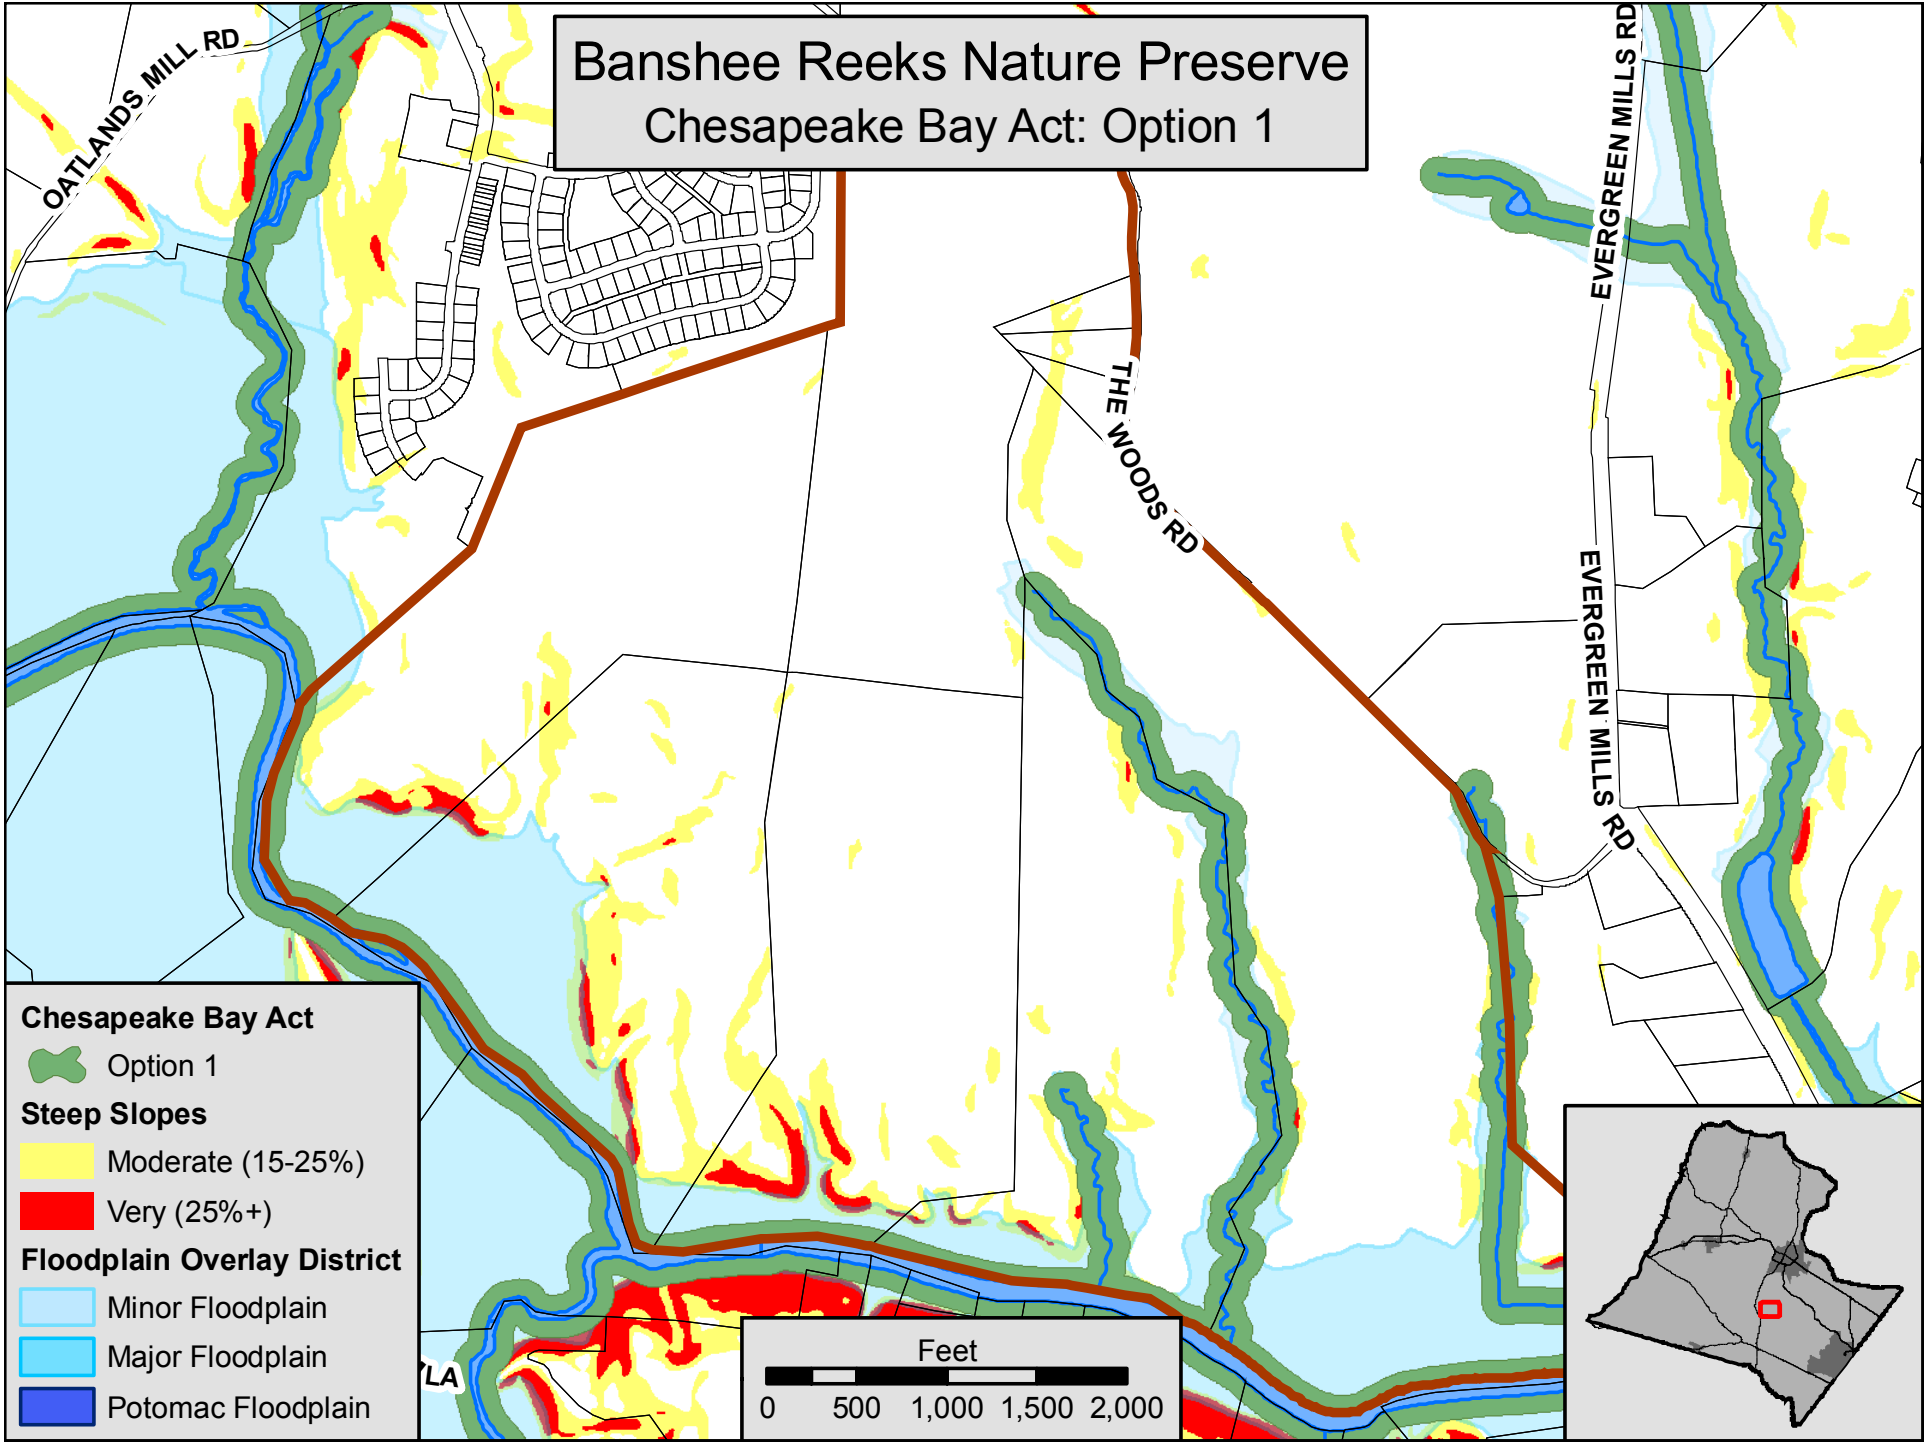 Banshee Reeks Nature Preserve
Chesapeake Bay Act: Option 1
OATLANDS MILL RD
EVERGREEN MILLS RD
THE WOODS RD
EVERGREEN MILLS RD
Chesapeake Bay Act
Option 1
Steep Slopes
Moderate (15-25%)
Very (25%+)
Floodplain Overlay District
Minor Floodplain
Major Floodplain
Potomac Floodplain
LA
Feet
0 500 1,000 1,500 2,000